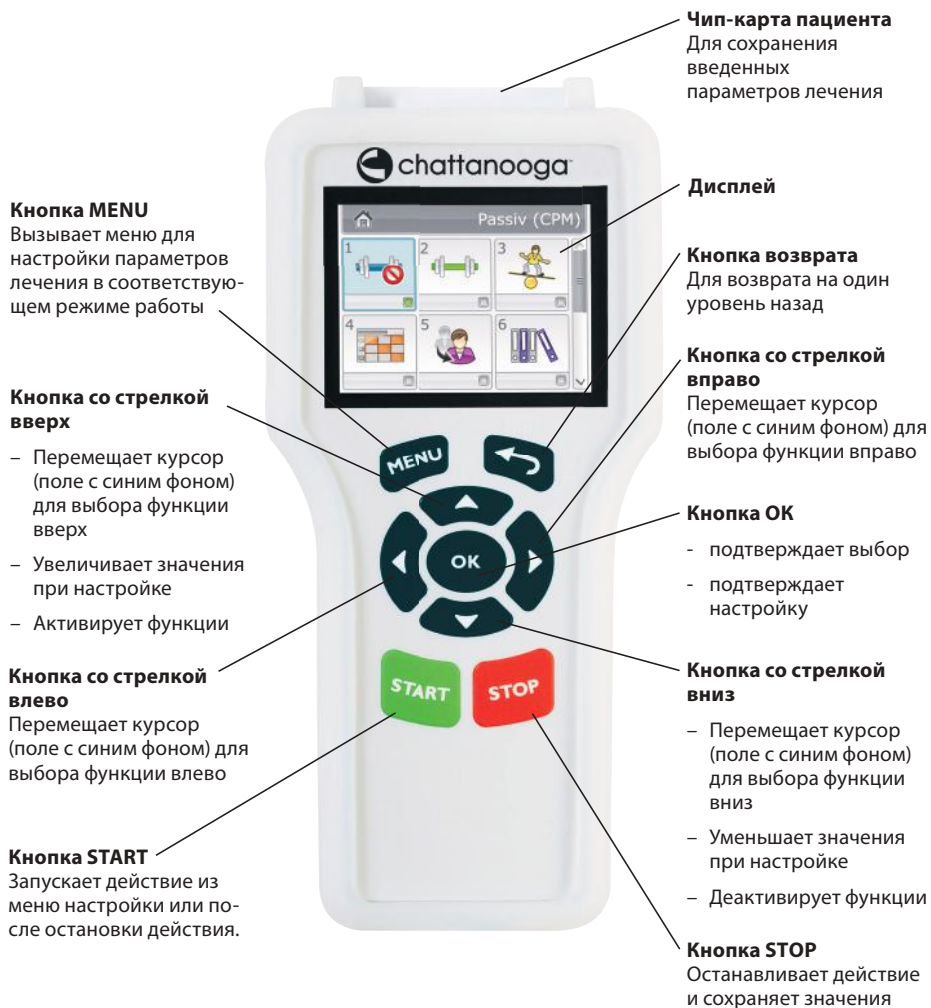 Чип-карта пациента
Для сохранения
введенных
параметров лечения
chattanooga
Passiv (CPM)
1
2
3
4
5
6
Дисплей
Кнопка MENU
Вызывает меню для
настройки параметров
лечения в соответствую-
щем режиме работы
Кнопка возврата
Для возврата на один
уровень назад
Кнопка со стрелкой
вправо
Перемещает курсор
(поле с синим фоном) для
выбора функции вправо
Кнопка со стрелкой
вверх
– Перемещает курсор
(поле с синим фоном)
для выбора функции
вверх
– Увеличивает значения
при настройке
– Активирует функции
MENU
OK
START
STOP
Кнопка OK
- подтверждает выбор
- подтверждает
настройку
Кнопка со стрелкой
влево
Перемещает курсор
(поле с синим фоном) для
выбора функции влево
Кнопка со стрелкой
вниз
– Перемещает курсор
(поле с синим фоном)
для выбора функции
вниз
– Уменьшает значения
при настройке
– Деактивирует функции
Кнопка START
Запускает действие из
меню настройки или по-
сле остановки действия.
Кнопка STOP
Останавливает действие
и сохраняет значения